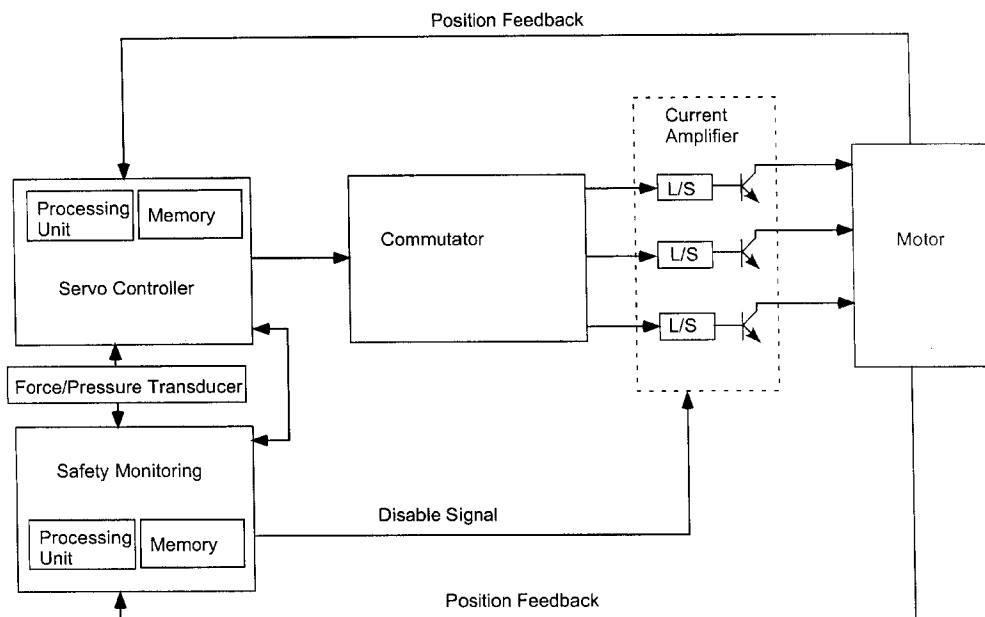 Position Feedback
Current
Amplifier
Processing
Unit
Memory
Servo Controller
Commutator
L/S
L/S
L/S
Motor
Force/Pressure Transducer
Safety Monitoring
Processing
Unit
Memory
Disable Signal
Position Feedback